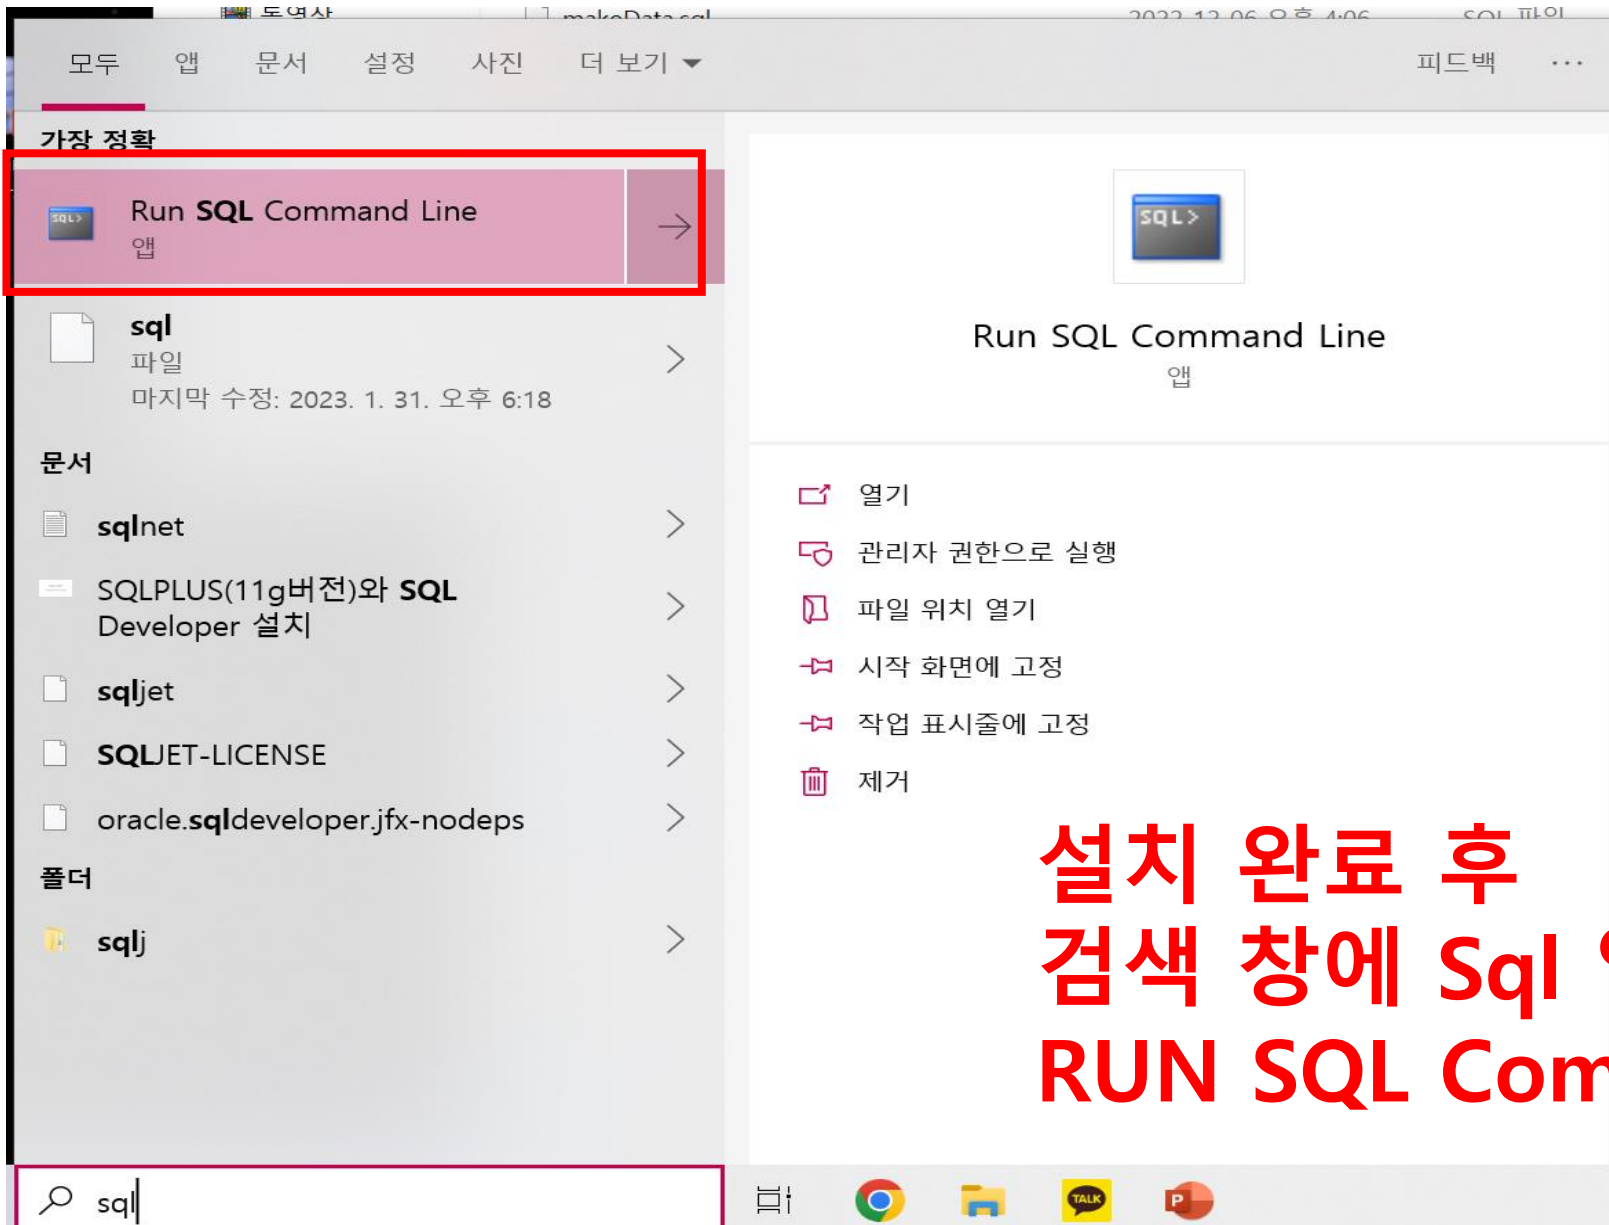 모두 앱 문서 설정 사진 더 보기 피드백 ...
가장 정확
Run SQL Command Line
앱
sql
파일
마지막 수정: 2023. 1. 31. 오후 6:18
문서
sqlnet
SQLPLUS(11g버전)와 SQL
Developer 설치
sqljet
SQLJET-LICENSE
oracle.sqldeveloper.jfx-nodeps
폴더
sqlj
sql
SQL>
Run SQL Command Line
앱
열기
관리자 권한으로 실행
파일 위치 열기
시작 화면에 고정
작업 표시줄에 고정
제거
설치 완료 후
검색 창에 Sql
RUN SQL Com
TALK